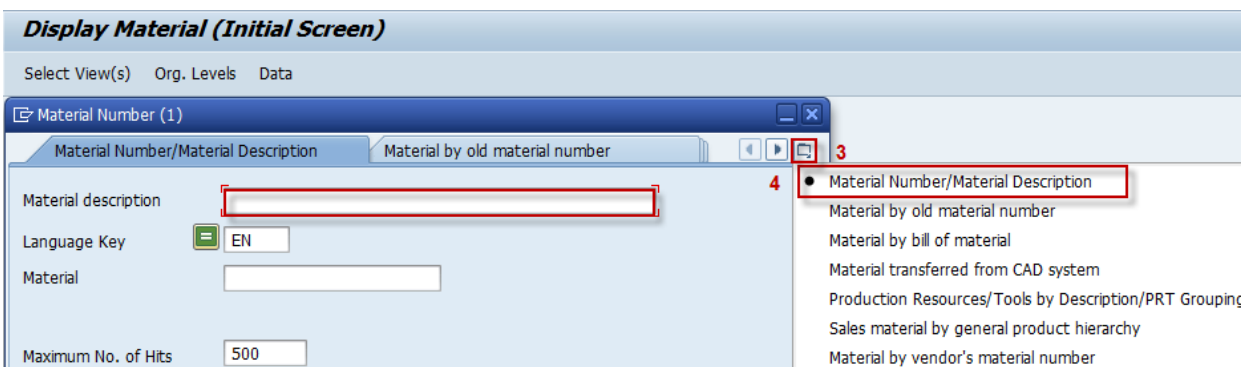 Display Material (Initial Screen)
Select View(s) Org. Levels Data
Material Number (1)
Material Number/Material Description Material by old material number 3
4 Material Number/Material Description
Material description
Material by old material number
Language Key = EN
Material by bill of material
Material
Material transferred from CAD system
Production Resources/Tools by Description/PRT Grouping
Sales material by general product hierarchy
Maximum No. of Hits 500
Material by vendor's material number